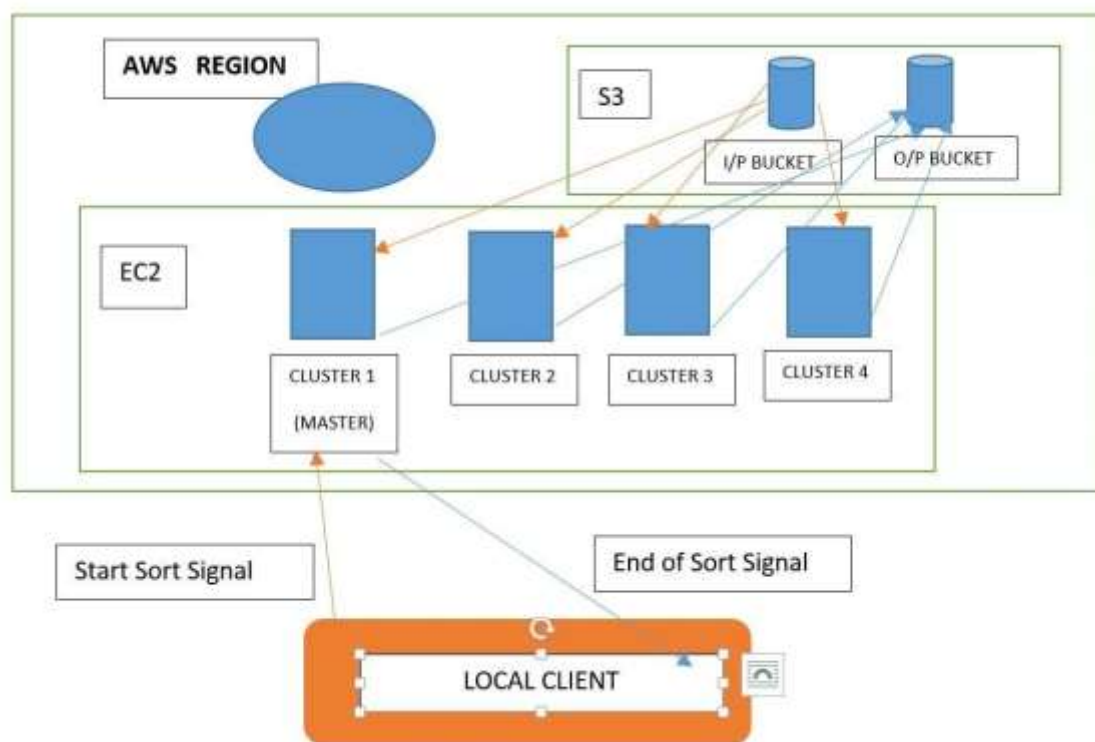 AWS REGION
S3
I/P BUCKET
O/P BUCKET
EC2
CLUSTER 1
(MASTER)
CLUSTER 2
CLUSTER 3
CLUSTER 4
Start Sort Signal
End of Sort Signal
LOCAL CLIENT